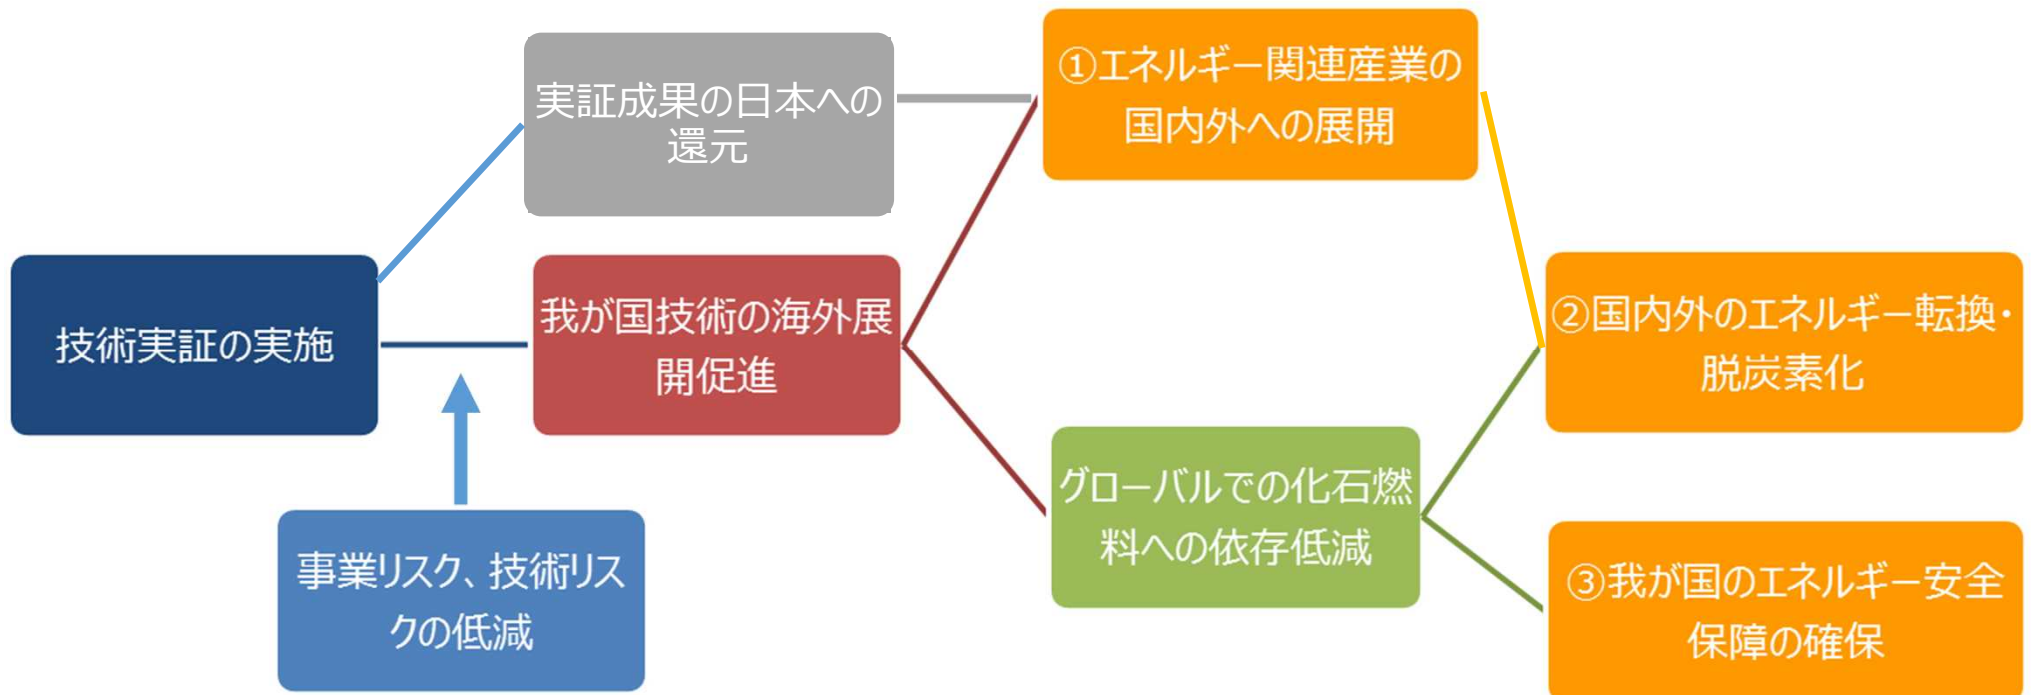 実証成果の日本への
還元
①エネルギー関連産業の
国内外への展開
技術実証の実施
我が国技術の海外展
開促進
②国内外のエネルギー転換・
脱炭素化
グローバルでの化石燃
料への依存低減
事業リスク、技術リス
クの低減
③我が国のエネルギー安全
保障の確保